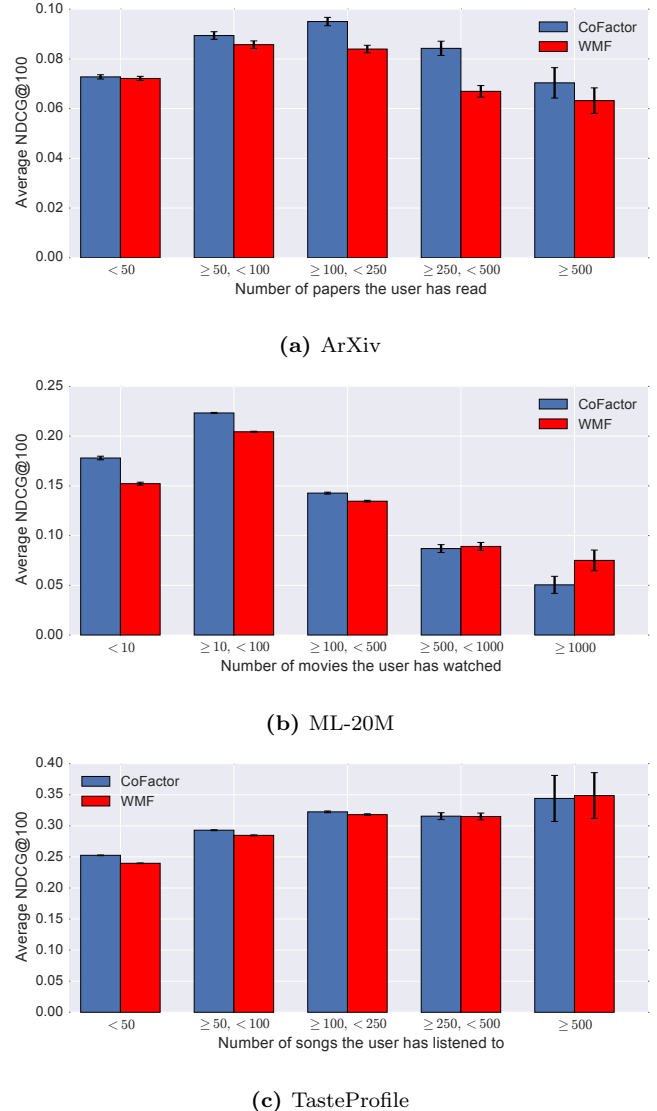 0.10
0.08
0.06
0.04
0.02
0.00
Average NDCG@100
CoFactor
WMF
< 50
≥ 50, < 100
≥ 100, < 250
≥ 250, < 500
≥ 500
Number of papers the user has read
(a) ArXiv
0.25
0.20
0.15
0.10
0.05
0.00
Average NDCG@100
CoFactor
WMF
< 10
≥ 10, < 100
≥ 100, < 500
≥ 500, < 1000
≥ 1000
Number of movies the user has watched
(b) ML-20M
0.40
0.35
0.30
0.25
0.20
0.15
0.10
0.05
0.00
Average NDCG@100
CoFactor
WMF
< 50
≥ 50, < 100
≥ 100, < 250
≥ 250, < 500
≥ 500
Number of songs the user has listened to
(c) TasteProfile